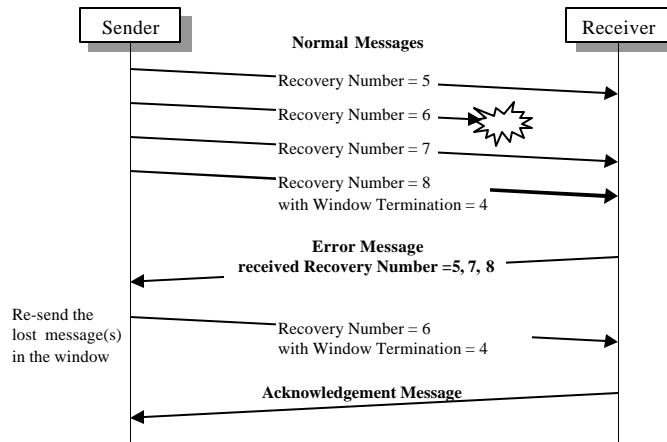 Sender
Receiver
Normal Messages
Recovery Number = 5
Recovery Number = 6
Recovery Number = 7
Recovery Number = 8
with Window Termination = 4
Error Message
received Recovery Number =5, 7, 8
Re-send the
lost message(s)
in the window
Recovery Number = 6
with Window Termination = 4
Acknowledgement Message